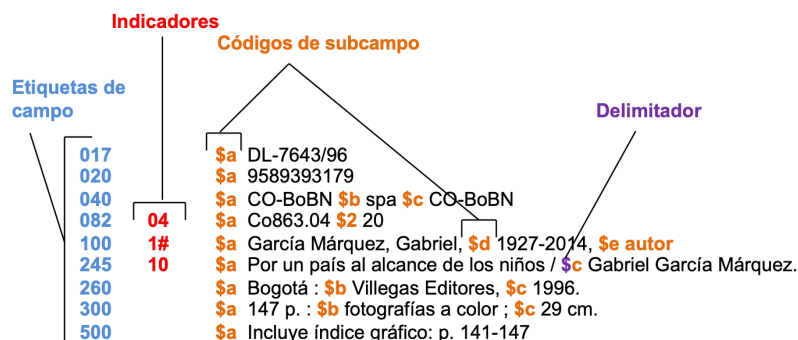 Indicadores
Códigos de subcampo
Etiquetas de campo
Delimitador
017 $a DL-7643/96
020 $a 9589393179
040 $a CO-BoBN $b spa $c CO-BoBN
082 04 $a Co863.04 $2 20
100 1# $a García Márquez, Gabriel, $d 1927-2014, $e autor
245 10 $a Por un país al alcance de los niños / $c Gabriel García Márquez.
260 $a Bogotá : $b Villegas Editores, $c 1996.
300 $a 147 p. : $b fotografías a color ; $c 29 cm.
500 $a Incluye índice gráfico: p. 141-147